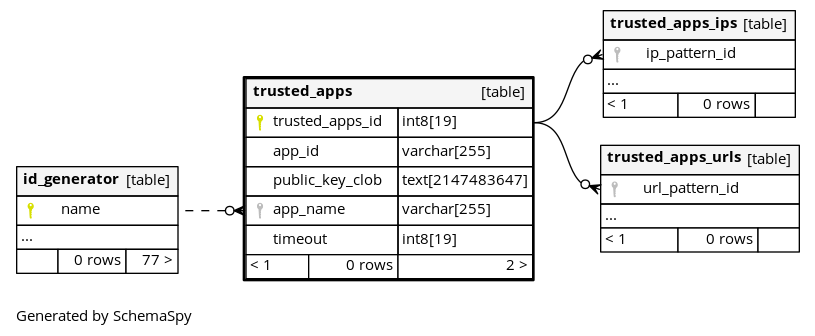 id_generator [table]
name
...
0 rows 77 >
trusted_apps [table]
trusted_apps_id int8[19]
app_id varchar[255]
public_key_clob text[2147483647]
app_name varchar[255]
timeout int8[19]
< 1 0 rows 2 >
trusted_apps_ips [table]
ip_pattern_id
...
< 1 0 rows
trusted_apps_urls [table]
url_pattern_id
...
< 1 0 rows
Generated by SchemaSpy